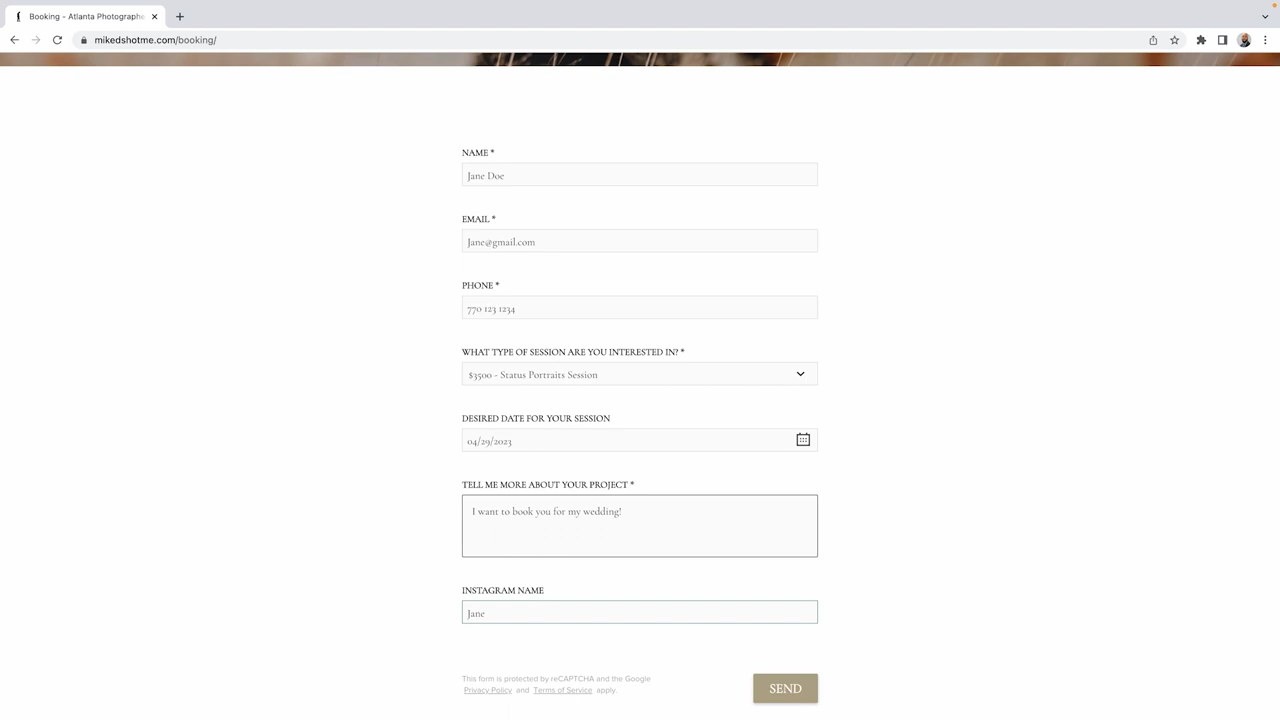 Booking - Atlanta Photographe
mikedshotme.com/booking/
NAME *
Jane Doe
EMAIL *
Jane@gmail.com
PHONE *
770 123 1234
WHAT TYPE OF SESSION ARE YOU INTERESTED IN? *
$3500 - Status Portraits Session
DESIRED DATE FOR YOUR SESSION
04/29/2023
TELL ME MORE ABOUT YOUR PROJECT *
I want to book you for my wedding!
INSTAGRAM NAME
Jane
This form is protected by reCAPTCHA and the Google
Privacy Policy and Terms of Service apply.
SEND